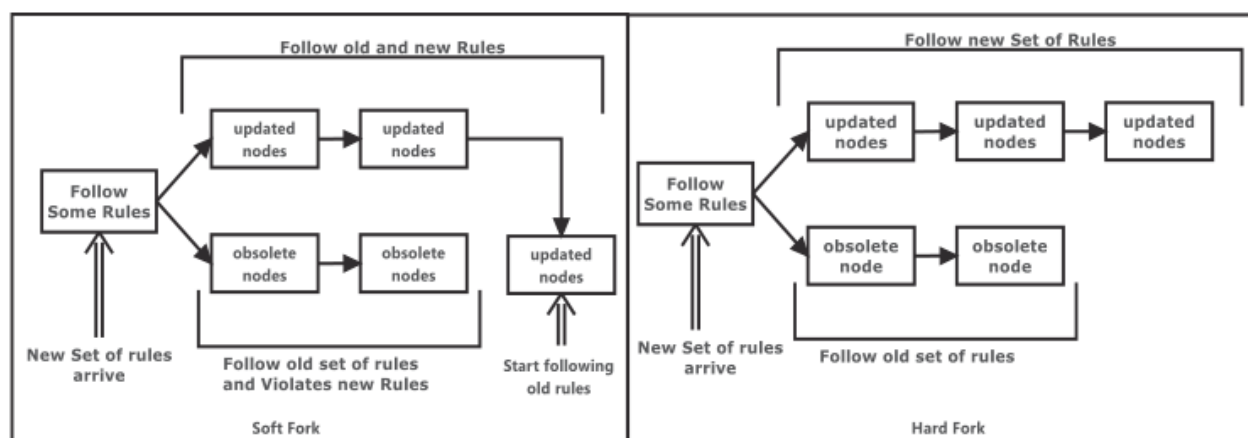 Follow old and new Rules
updated
nodes
updated
nodes
Follow
Some Rules
obsolete
nodes
obsolete
nodes
updated
nodes
New Set of rules
arrive
Follow old set of rules
and Violates new Rules
Start following
old rules
Soft Fork
Follow new Set of Rules
updated
nodes
updated
nodes
updated
nodes
Follow
Some Rules
obsolete
node
obsolete
node
New Set of rules
arrive
Follow old set of rules
Hard Fork